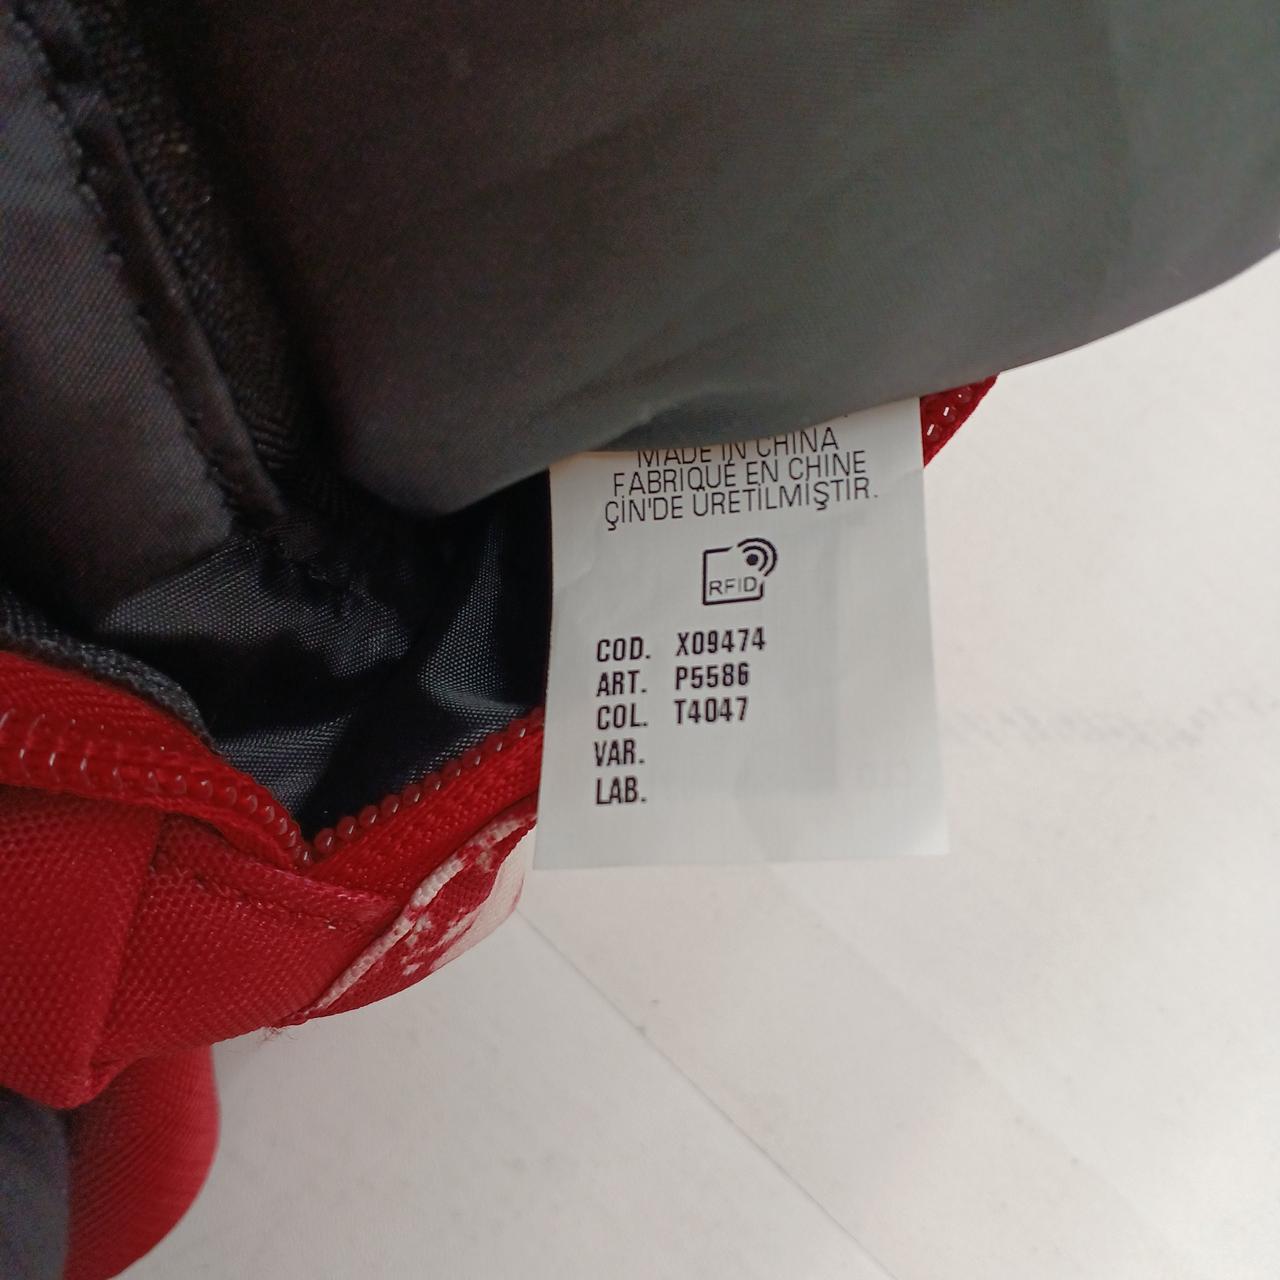 MADE IN CHINA
FABRIQUÉ EN CHINE
ÇİN'DE ÜRETİLMİŞTİR.
RFID
COD. X09474
ART. P5586
COL. T4047
VAR.
LAB.